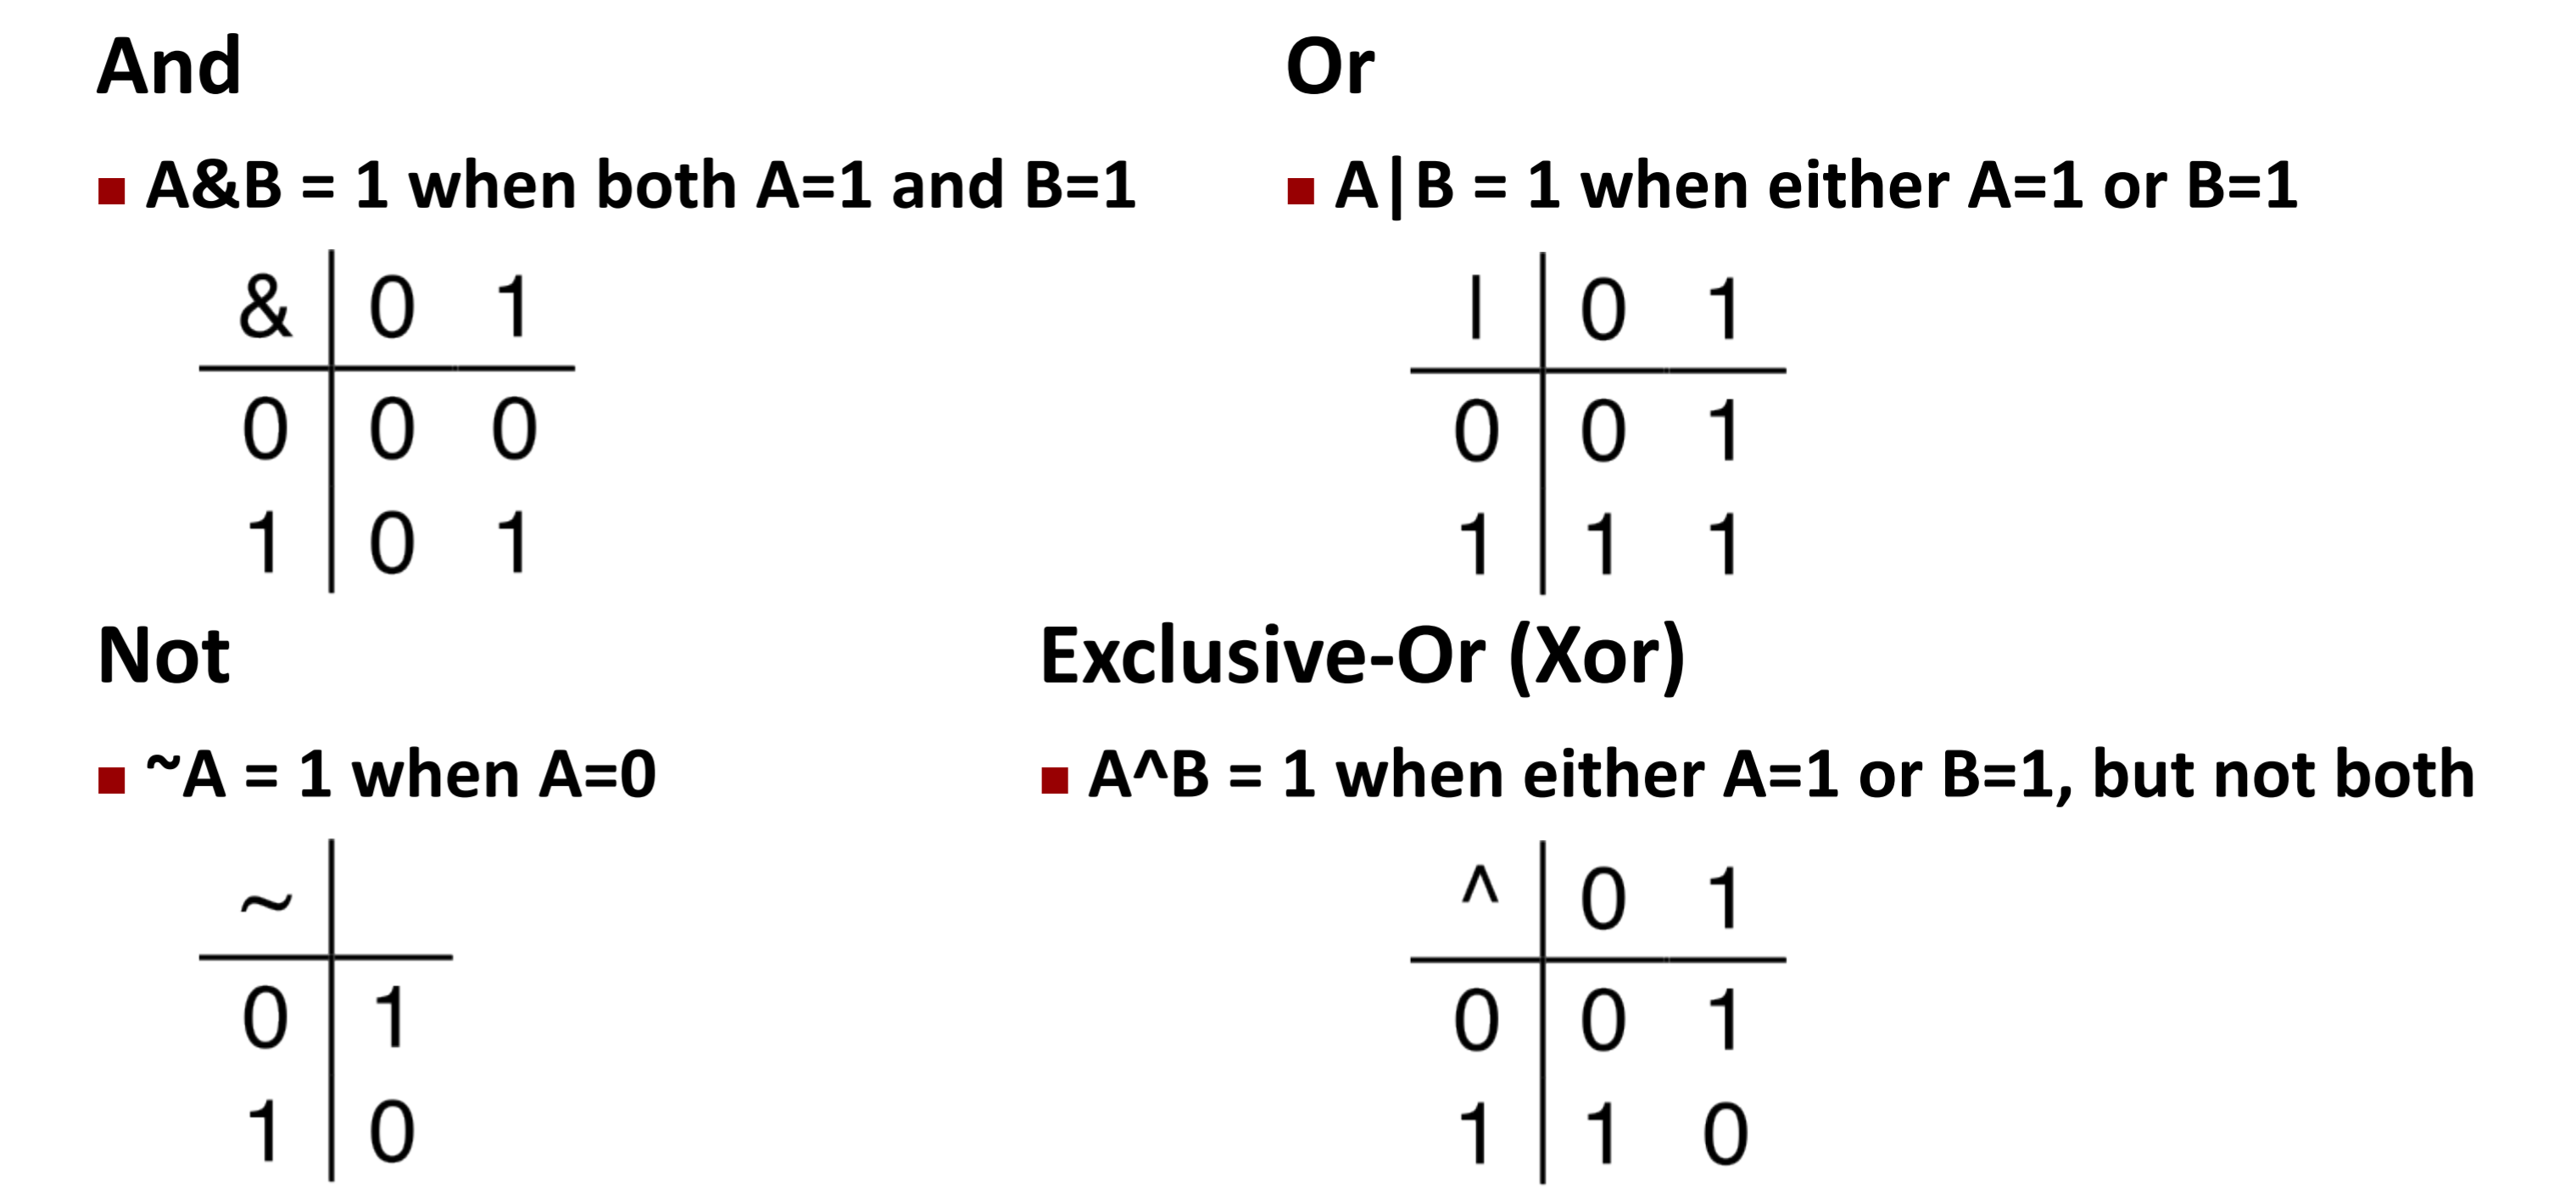 And
■ A&B = 1 when both A=1 and B=1
& 0 1
0 0 0
1 0 1
Or
■ A|B = 1 when either A=1 or B=1
| 0 1
0 0 1
1 1 1
Not
■ ~A = 1 when A=0
~
0 1
1 0
Exclusive-Or (Xor)
■ A^B = 1 when either A=1 or B=1, but not both
^ 0 1
0 0 1
1 1 0